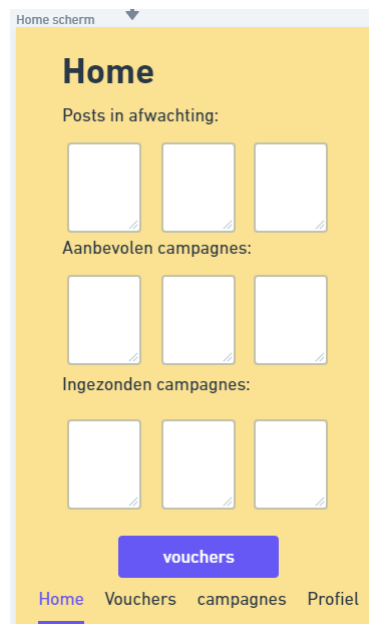 Home scherm
Home
Posts in afwachting:
Aanbevolen campagnes:
Ingezonden campagnes:
vouchers
Home Vouchers campagnes Profiel